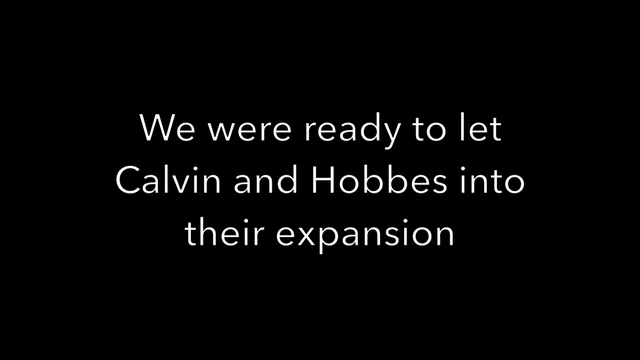 We were ready to let
Calvin and Hobbes into
their expansion